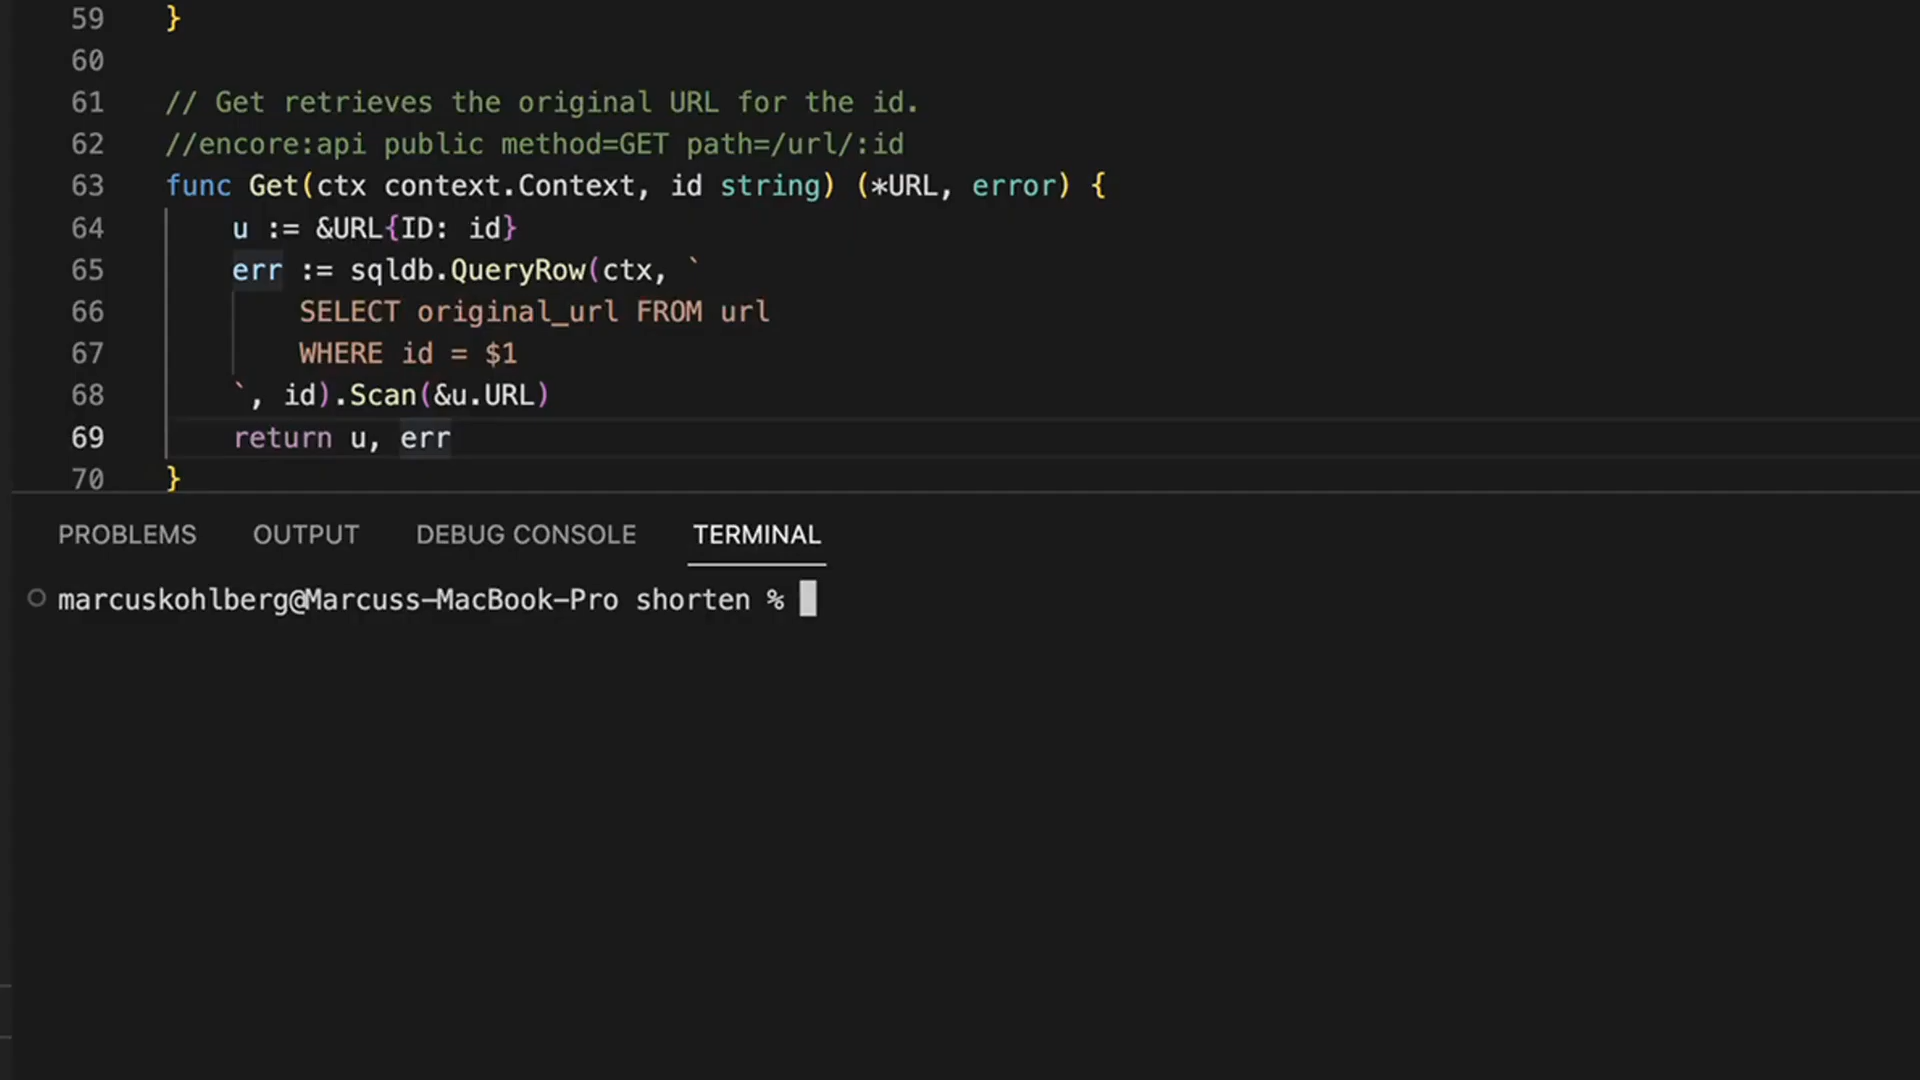 59 }
60
61 // Get retrieves the original URL for the id.
62 //encore:api public method=GET path=/url/:id
63 func Get(ctx context.Context, id string) (*URL, error) {
64 u := &URL{ID: id}
65 err := sqldb.QueryRow(ctx, `
66 SELECT original_url FROM url
67 WHERE id = $1
68 `, id).Scan(&u.URL)
69 return u, err
70 }
PROBLEMS OUTPUT DEBUG CONSOLE TERMINAL
marcuskohlberg@Marcuss-MacBook-Pro shorten %